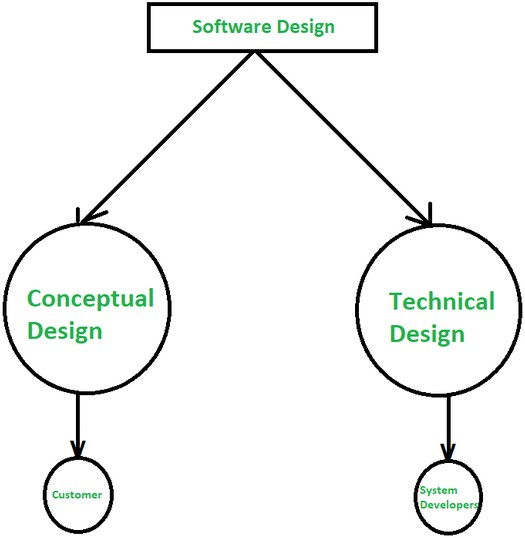 Software Design
Conceptual
Design
Technical
Design
Customer
System
Developers